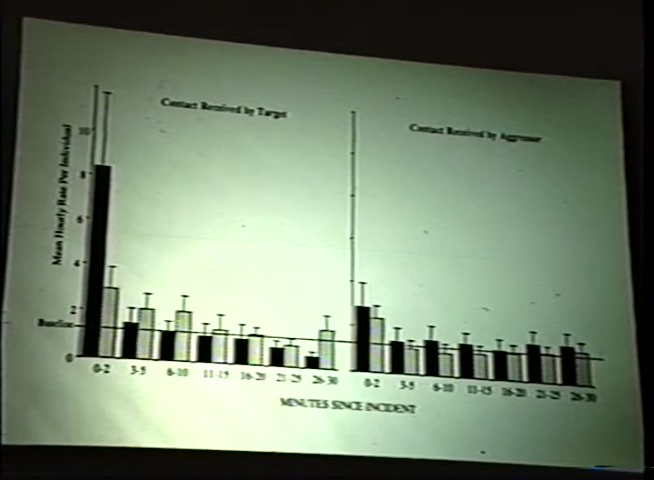 Contact Received by Target
Contact Received by Aggressor
Mean Hourly Rate Per Individual
10
8
6
4
2
Baseline
0
0-2 3-5 6-10 11-15 16-20 21-25 26-30
0-2 3-5 6-10 11-15 16-20 21-25 26-30
MINUTES SINCE INCIDENT